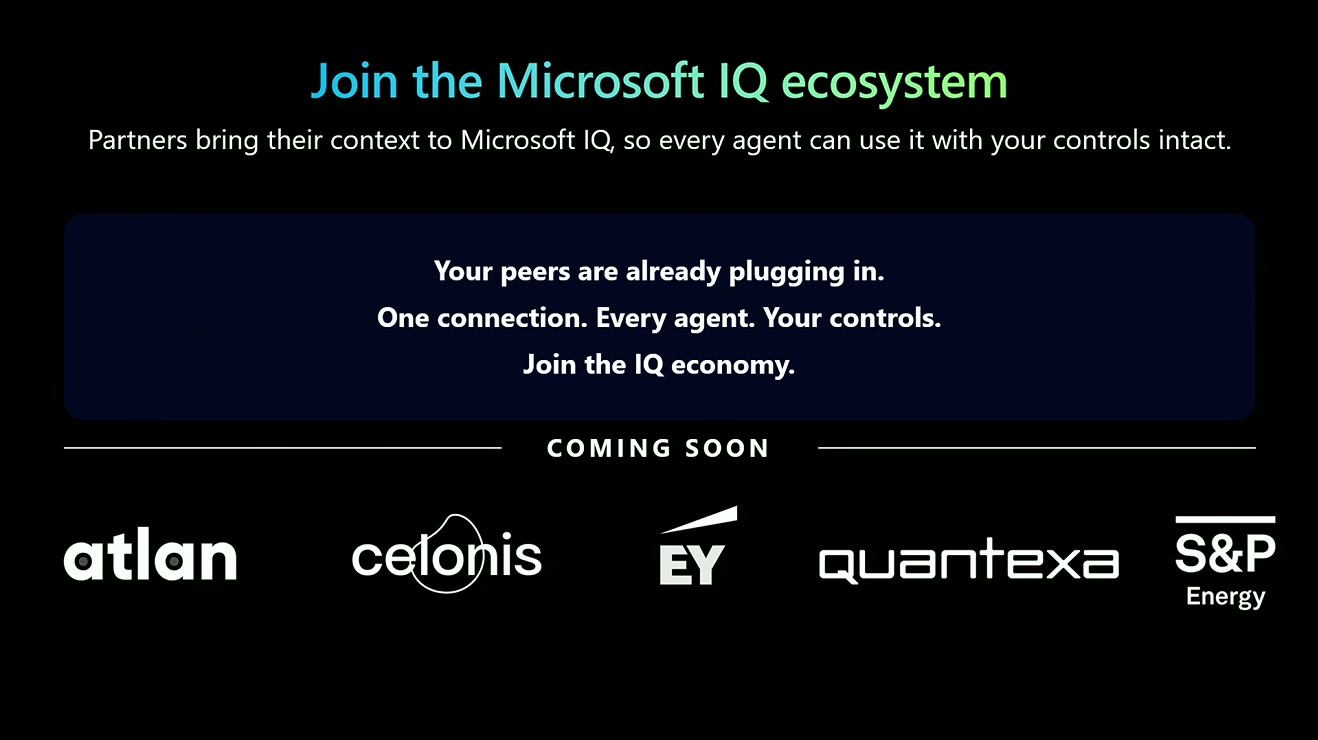 Join the Microsoft IQ ecosystem
Partners bring their context to Microsoft IQ, so every agent can use it with your controls intact.
Your peers are already plugging in.
One connection. Every agent. Your controls.
Join the IQ economy.
COMING SOON
atlan
celonis
EY
quantexa
S&P
Energy